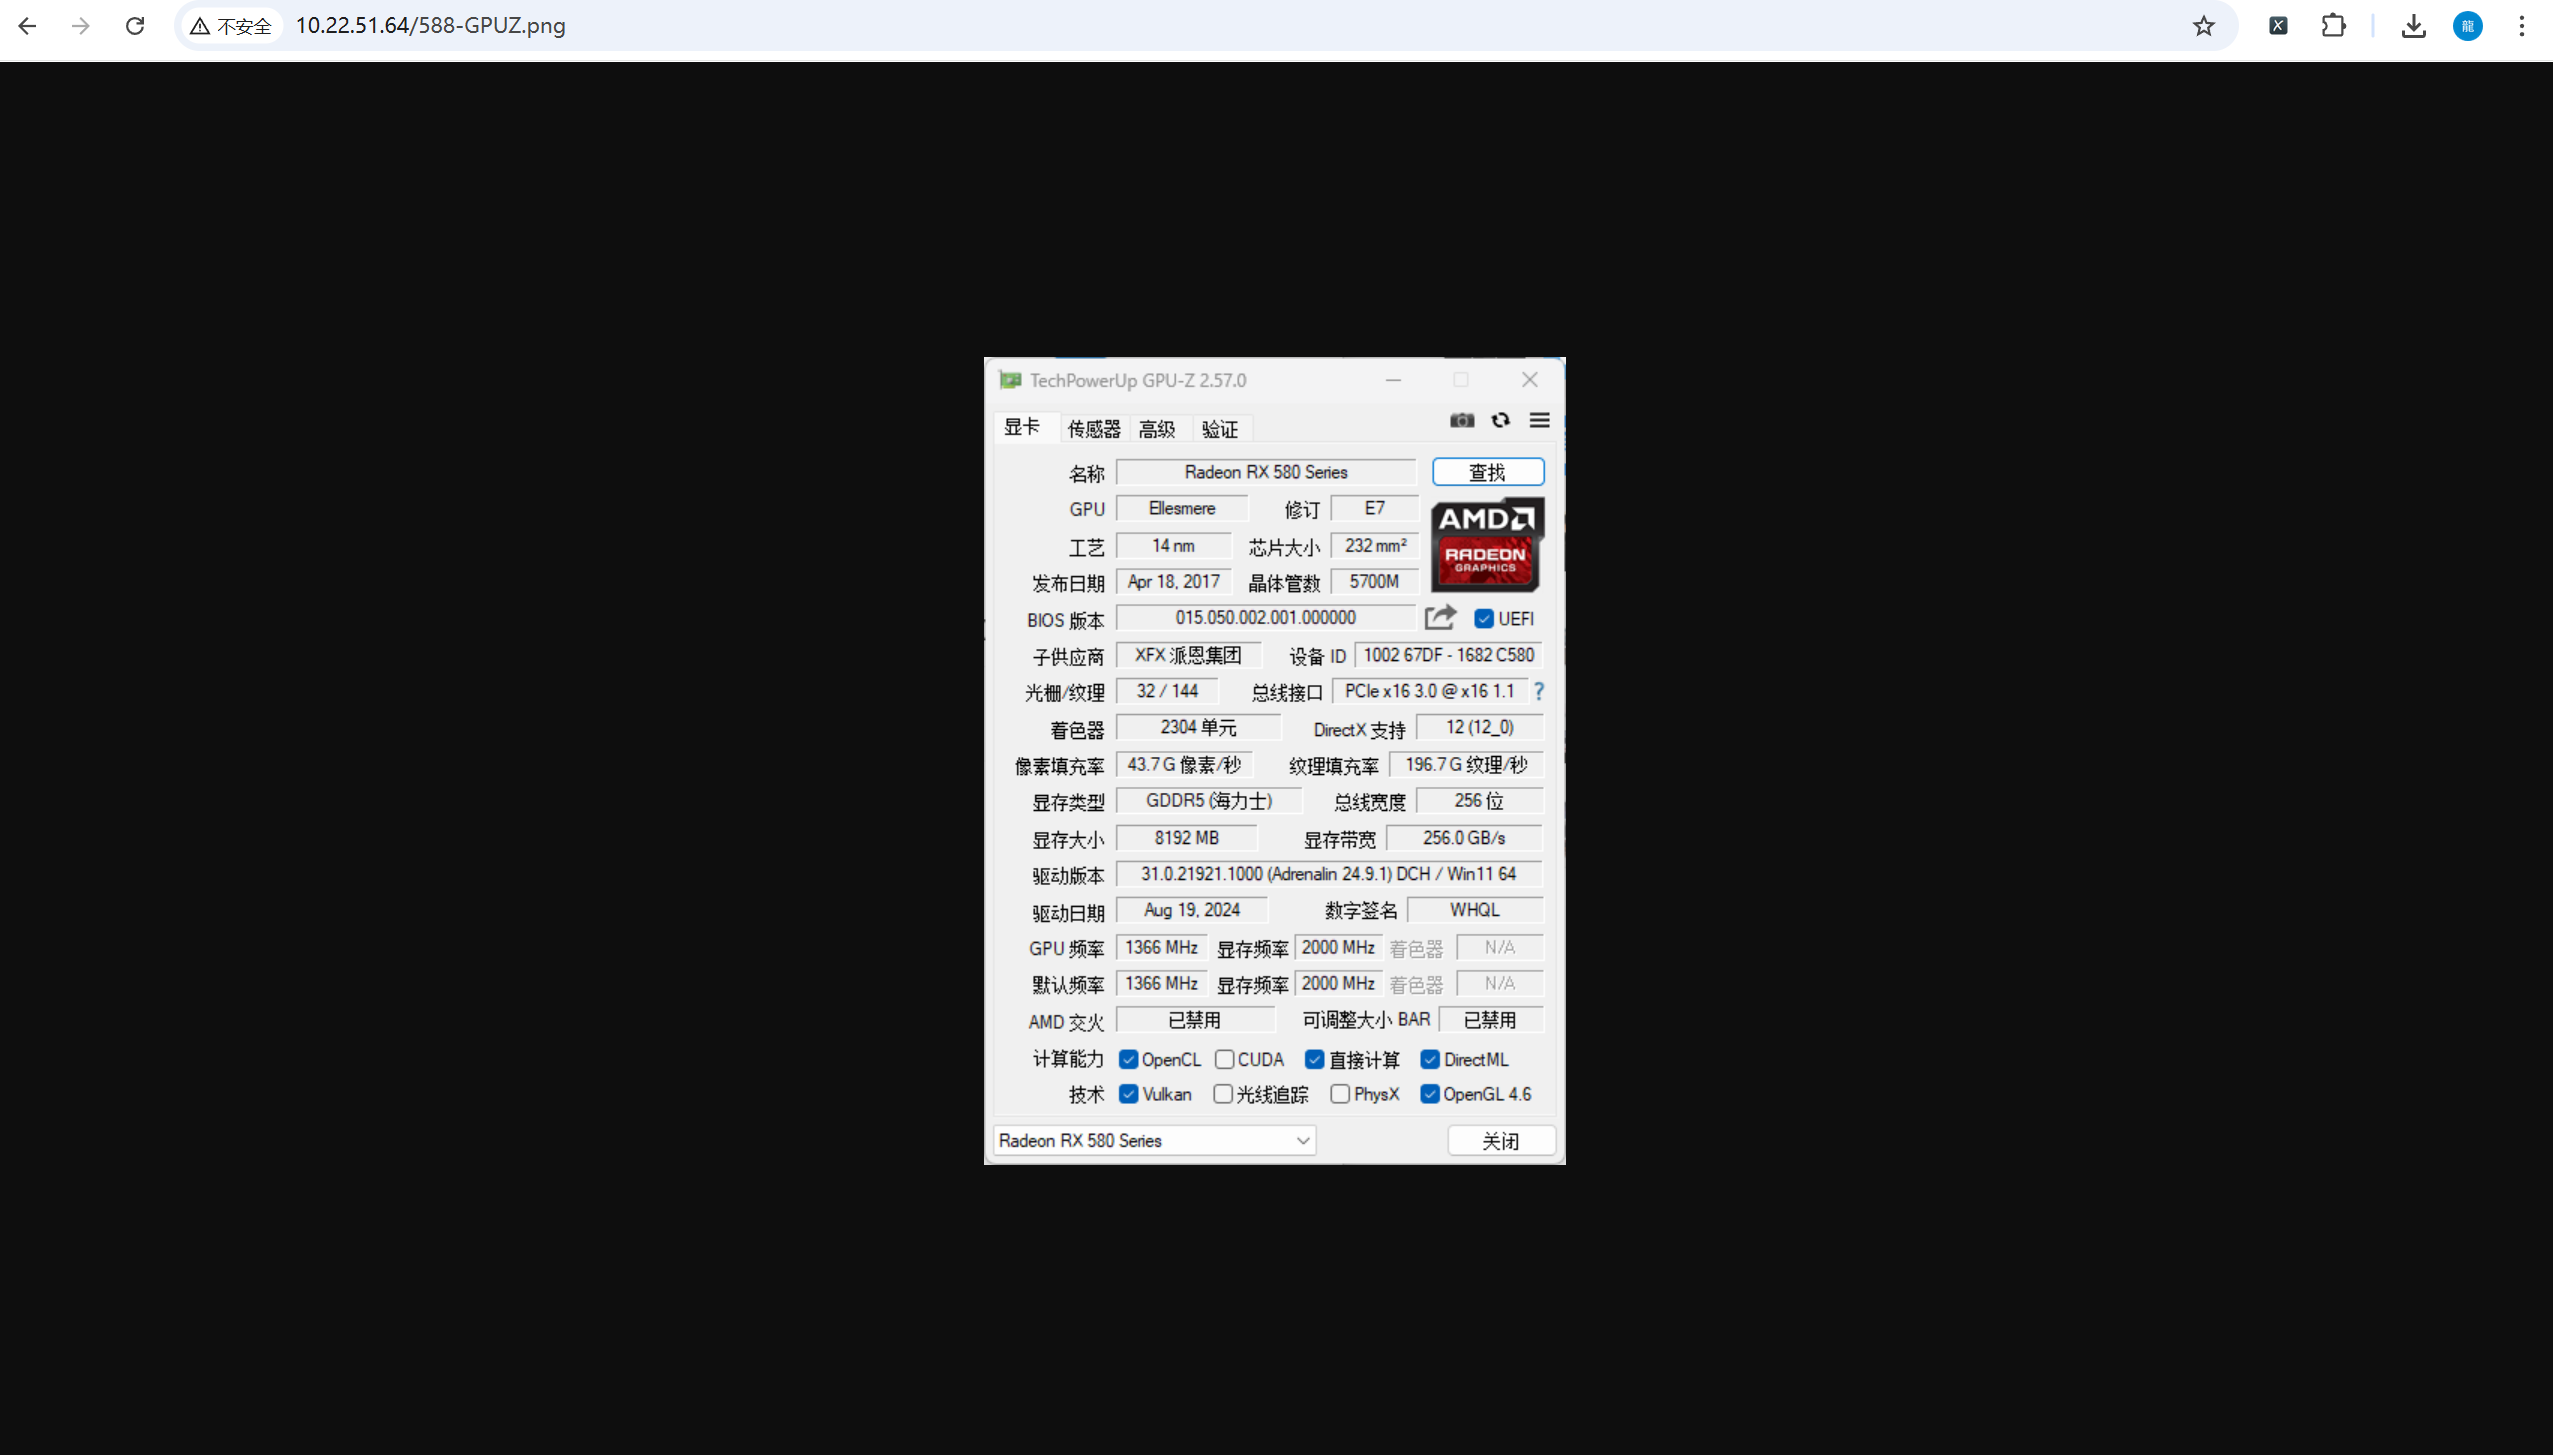 不安全 10.22.51.64/588-GPUZ.png
龍
TechPowerUp GPU-Z 2.57.0
显卡 传感器 高级 验证
名称 Radeon RX 580 Series 查找
GPU Ellesmere 修订 E7
AMD
RADEON
GRAPHICS
工艺 14 nm 芯片大小 232 mm²
发布日期 Apr 18, 2017 晶体管数 5700M
BIOS 版本 015.050.002.001.000000 UEFI
子供应商 XFX 派恩集团 设备 ID 1002 67DF - 1682 C580
光栅/纹理 32 / 144 总线接口 PCIe x16 3.0 @ x16 1.1 ?
着色器 2304 单元 DirectX 支持 12 (12_0)
像素填充率 43.7 G 像素/秒 纹理填充率 196.7 G 纹理/秒
显存类型 GDDR5 (海力士) 总线宽度 256 位
显存大小 8192 MB 显存带宽 256.0 GB/s
驱动版本 31.0.21921.1000 (Adrenalin 24.9.1) DCH / Win11 64
驱动日期 Aug 19, 2024 数字签名 WHQL
GPU 频率 1366 MHz 显存频率 2000 MHz 着色器 N/A
默认频率 1366 MHz 显存频率 2000 MHz 着色器 N/A
AMD 交火 已禁用 可调整大小 BAR 已禁用
计算能力 OpenCL CUDA 直接计算 DirectML
技术 Vulkan 光线追踪 PhysX OpenGL 4.6
Radeon RX 580 Series 关闭